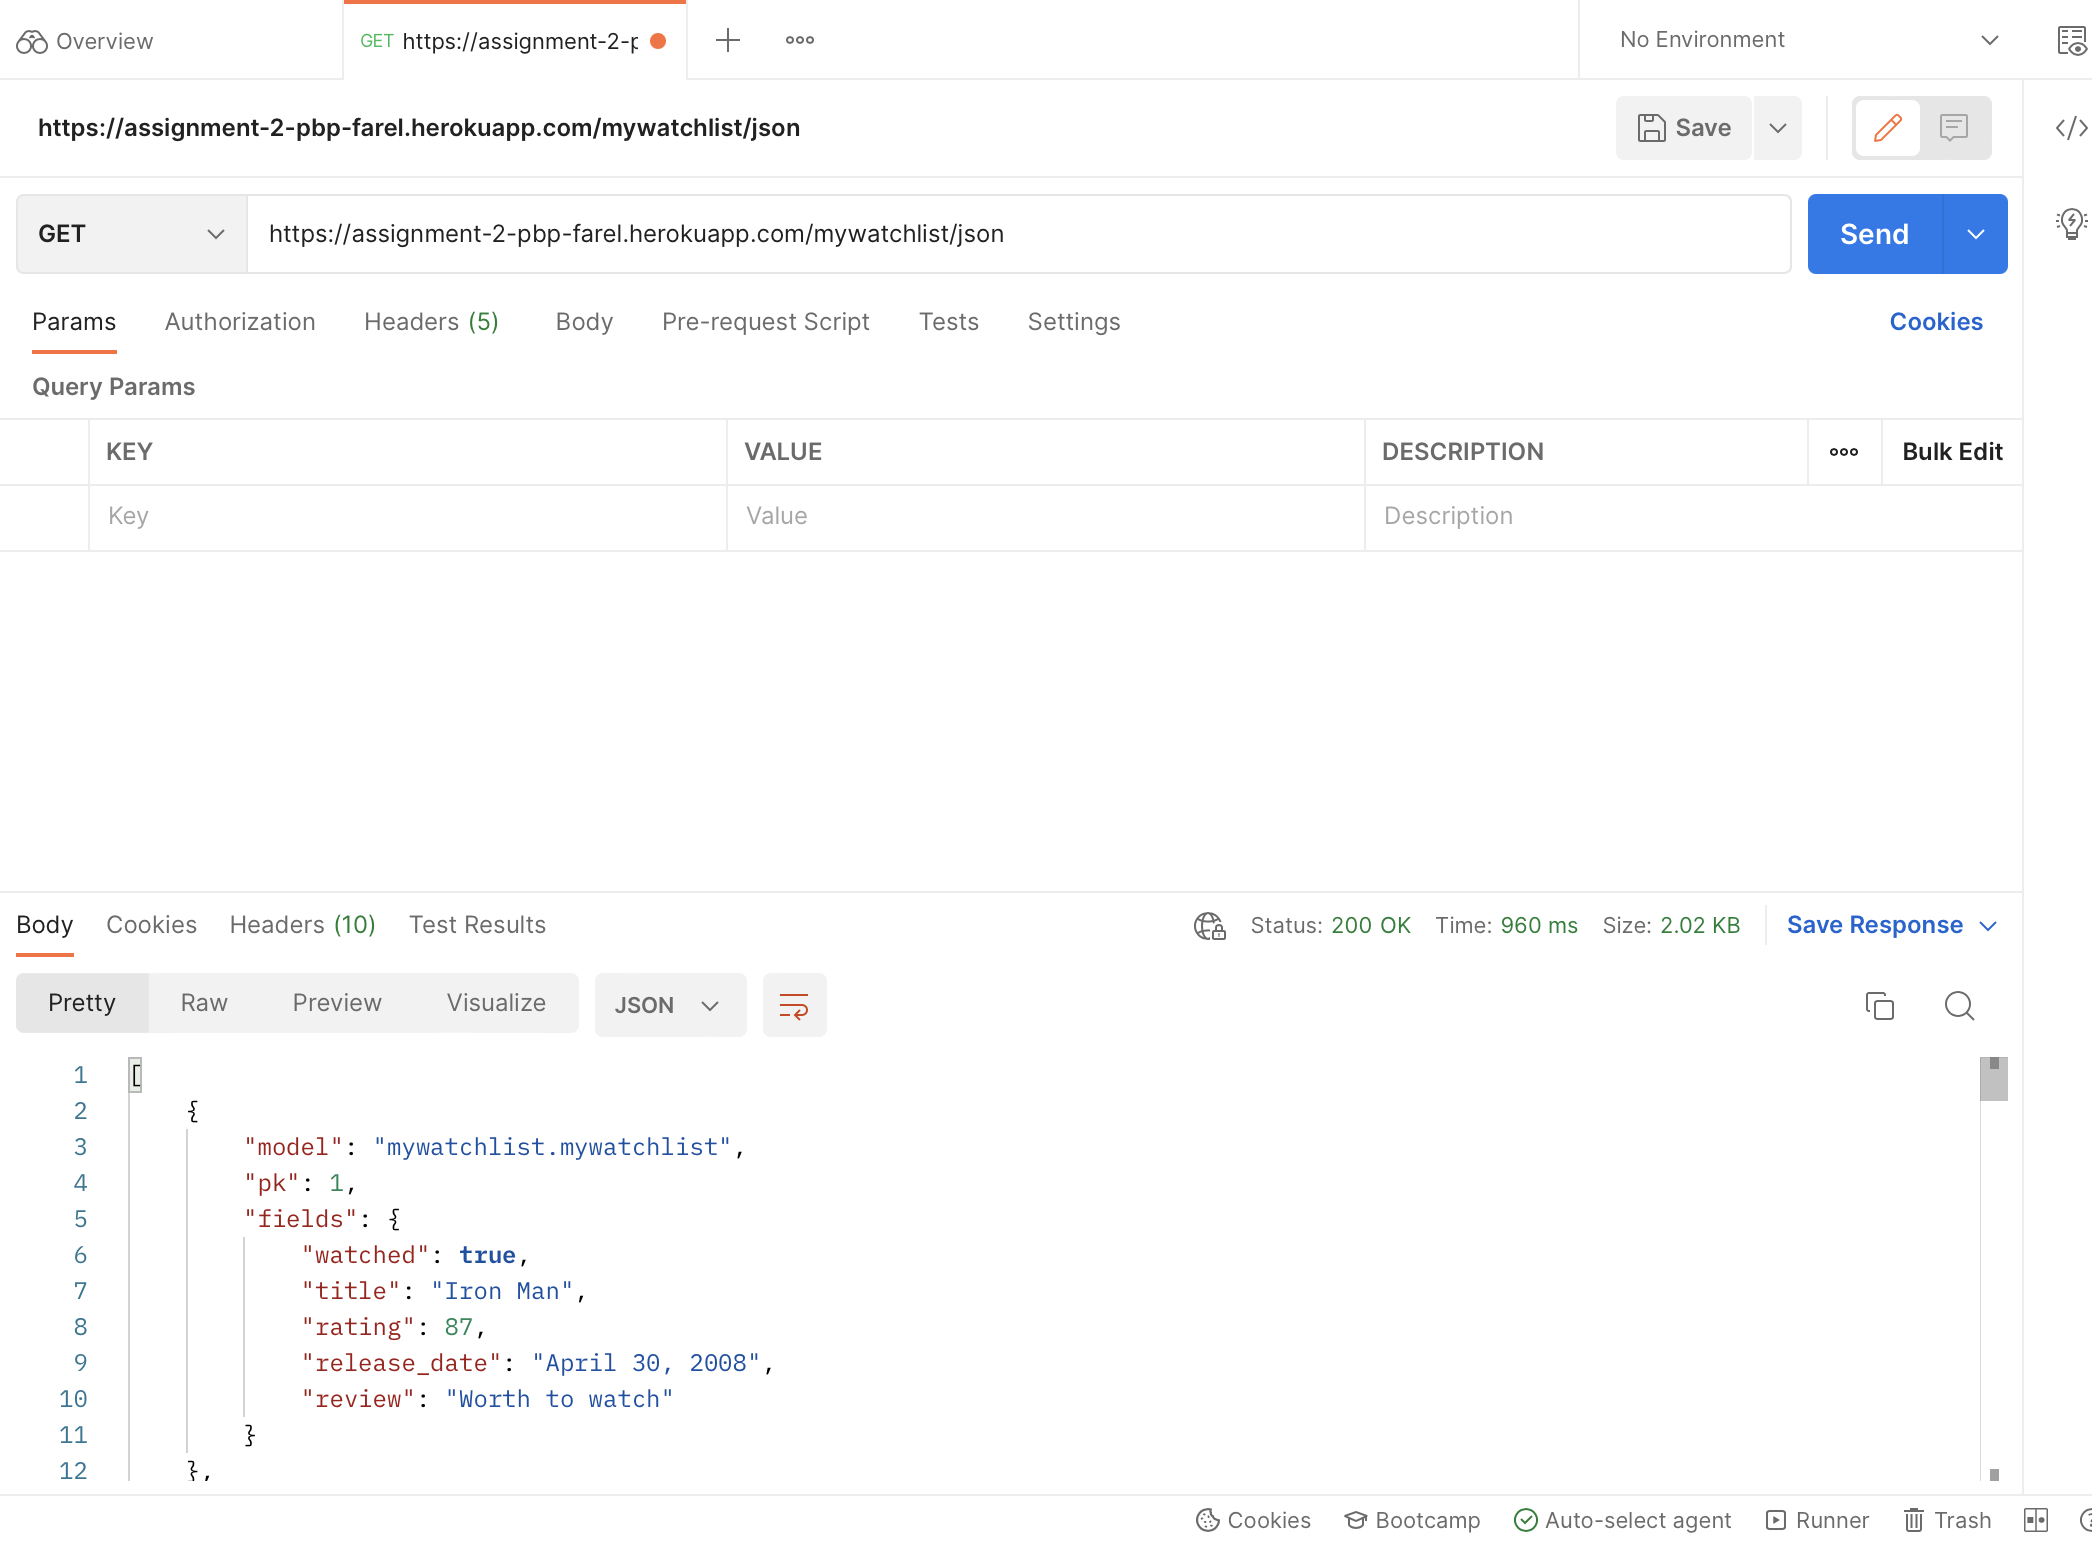 Overview
GET https://assignment-2-p
No Environment
https://assignment-2-pbp-farel.herokuapp.com/mywatchlist/json
Save
GET
https://assignment-2-pbp-farel.herokuapp.com/mywatchlist/json
Send
Params Authorization Headers (5) Body Pre-request Script Tests Settings Cookies
Query Params
KEY VALUE DESCRIPTION Bulk Edit
Key Value Description
Body Cookies Headers (10) Test Results Status: 200 OK Time: 960 ms Size: 2.02 KB Save Response
Pretty Raw Preview Visualize JSON
1 [
2 {
3 "model": "mywatchlist.mywatchlist",
4 "pk": 1,
5 "fields": {
6 "watched": true,
7 "title": "Iron Man",
8 "rating": 87,
9 "release_date": "April 30, 2008",
10 "review": "Worth to watch"
11 }
12 },
Cookies Bootcamp Auto-select agent Runner Trash